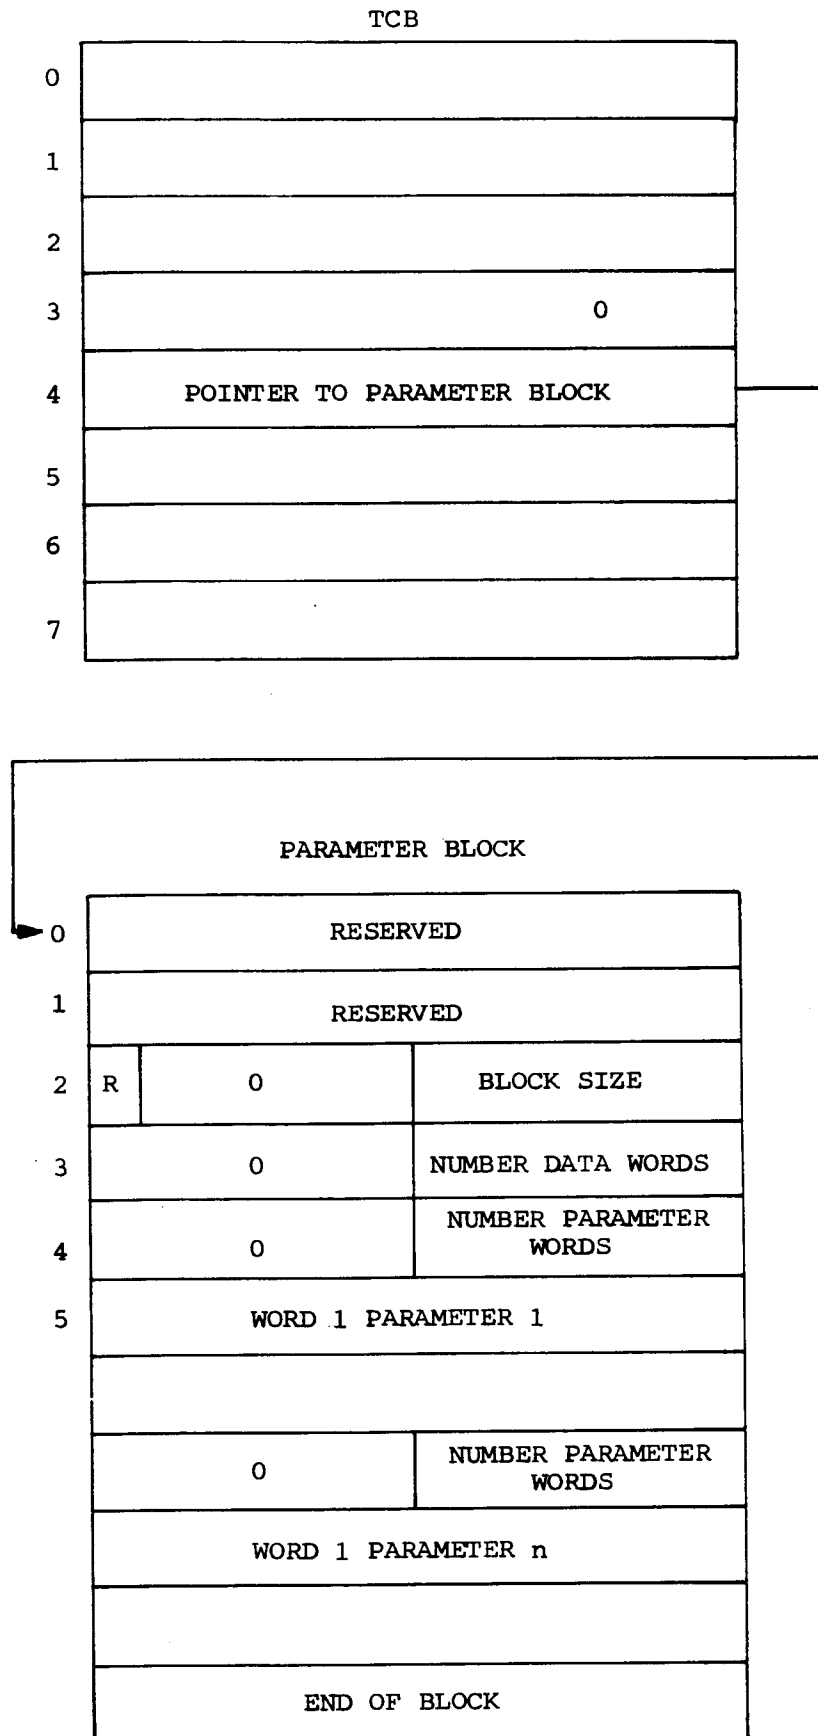 TCB
0
1
2
3 0
4 POINTER TO PARAMETER BLOCK
5
6
7
PARAMETER BLOCK
0 RESERVED
1 RESERVED
2 R 0 BLOCK SIZE
3 0 NUMBER DATA WORDS
4 0 NUMBER PARAMETER
WORDS
5 WORD 1 PARAMETER 1
0 NUMBER PARAMETER
WORDS
WORD 1 PARAMETER n
END OF BLOCK